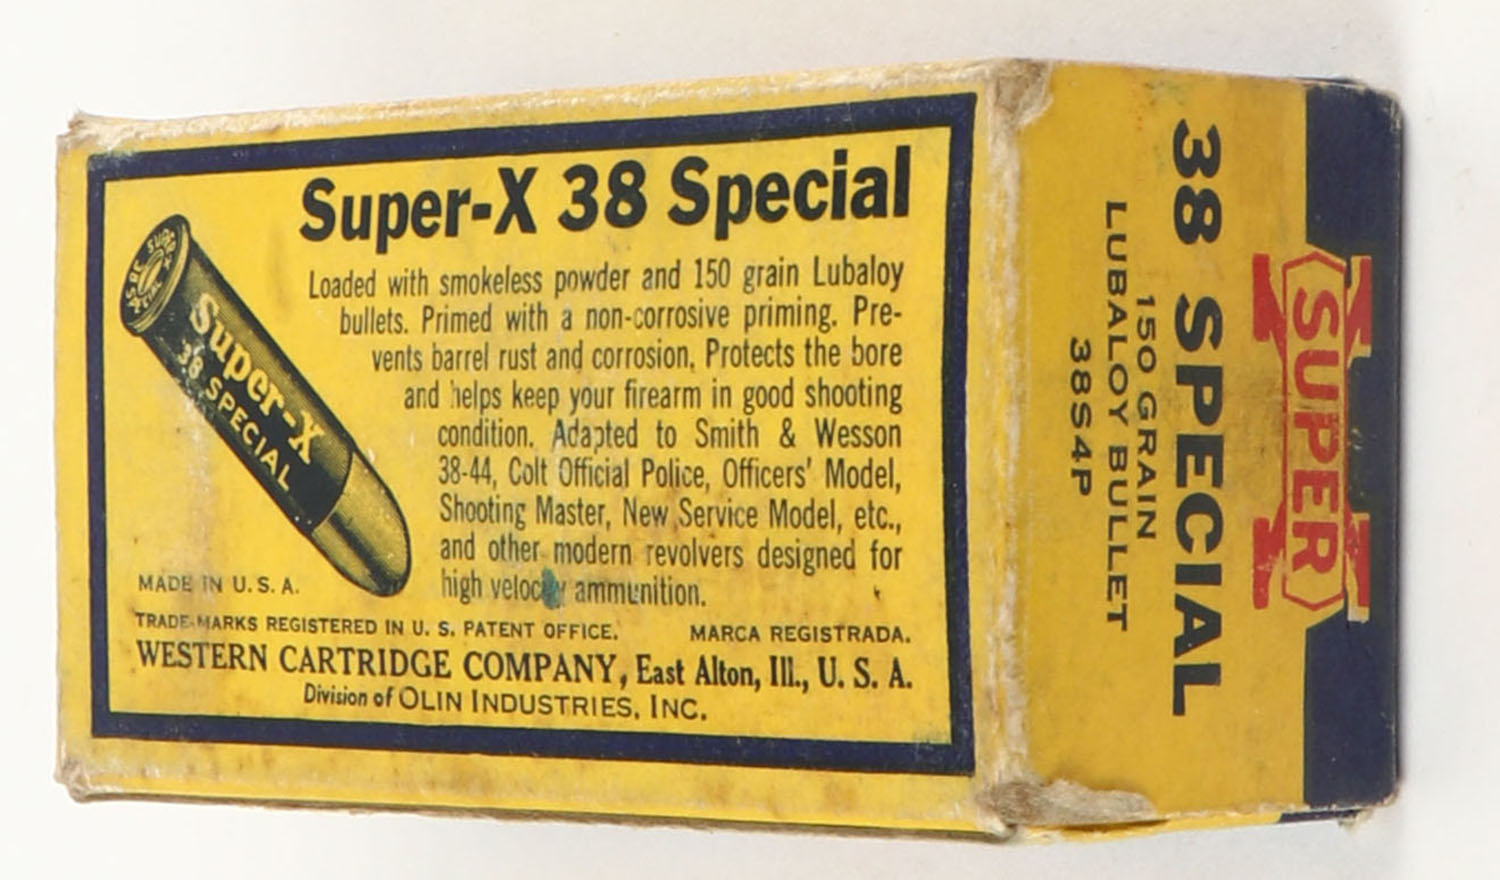 Super-X 38 Special
Loaded with smokeless powder and 150 grain Lubaloy
bullets. Primed with a non-corrosive priming. Pre-
vents barrel rust and corrosion. Protects the bore
and helps keep your firearm in good shooting
condition. Adapted to Smith & Wesson
38-44, Colt Official Police, Officers' Model,
Shooting Master, New Service Model, etc.,
and other modern revolvers designed for
high velocity ammunition.
SUPER X
38 SPECIAL
Super-X
38 SPECIAL
MADE IN U. S. A.
TRADE-MARKS REGISTERED IN U. S. PATENT OFFICE. MARCA REGISTRADA.
WESTERN CARTRIDGE COMPANY, East Alton, Ill., U. S. A.
Division of OLIN INDUSTRIES, INC.
X
SUPER
38 SPECIAL
150 GRAIN
LUBALOY BULLET
38S4P